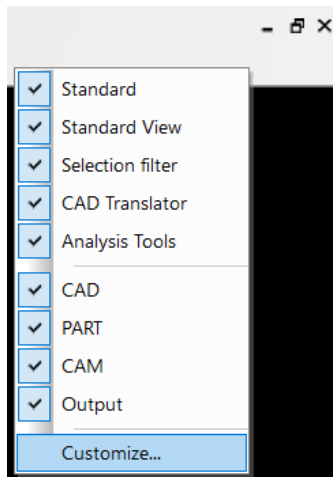 Standard
Standard View
Selection filter
CAD Translator
Analysis Tools
CAD
PART
CAM
Output
Customize...